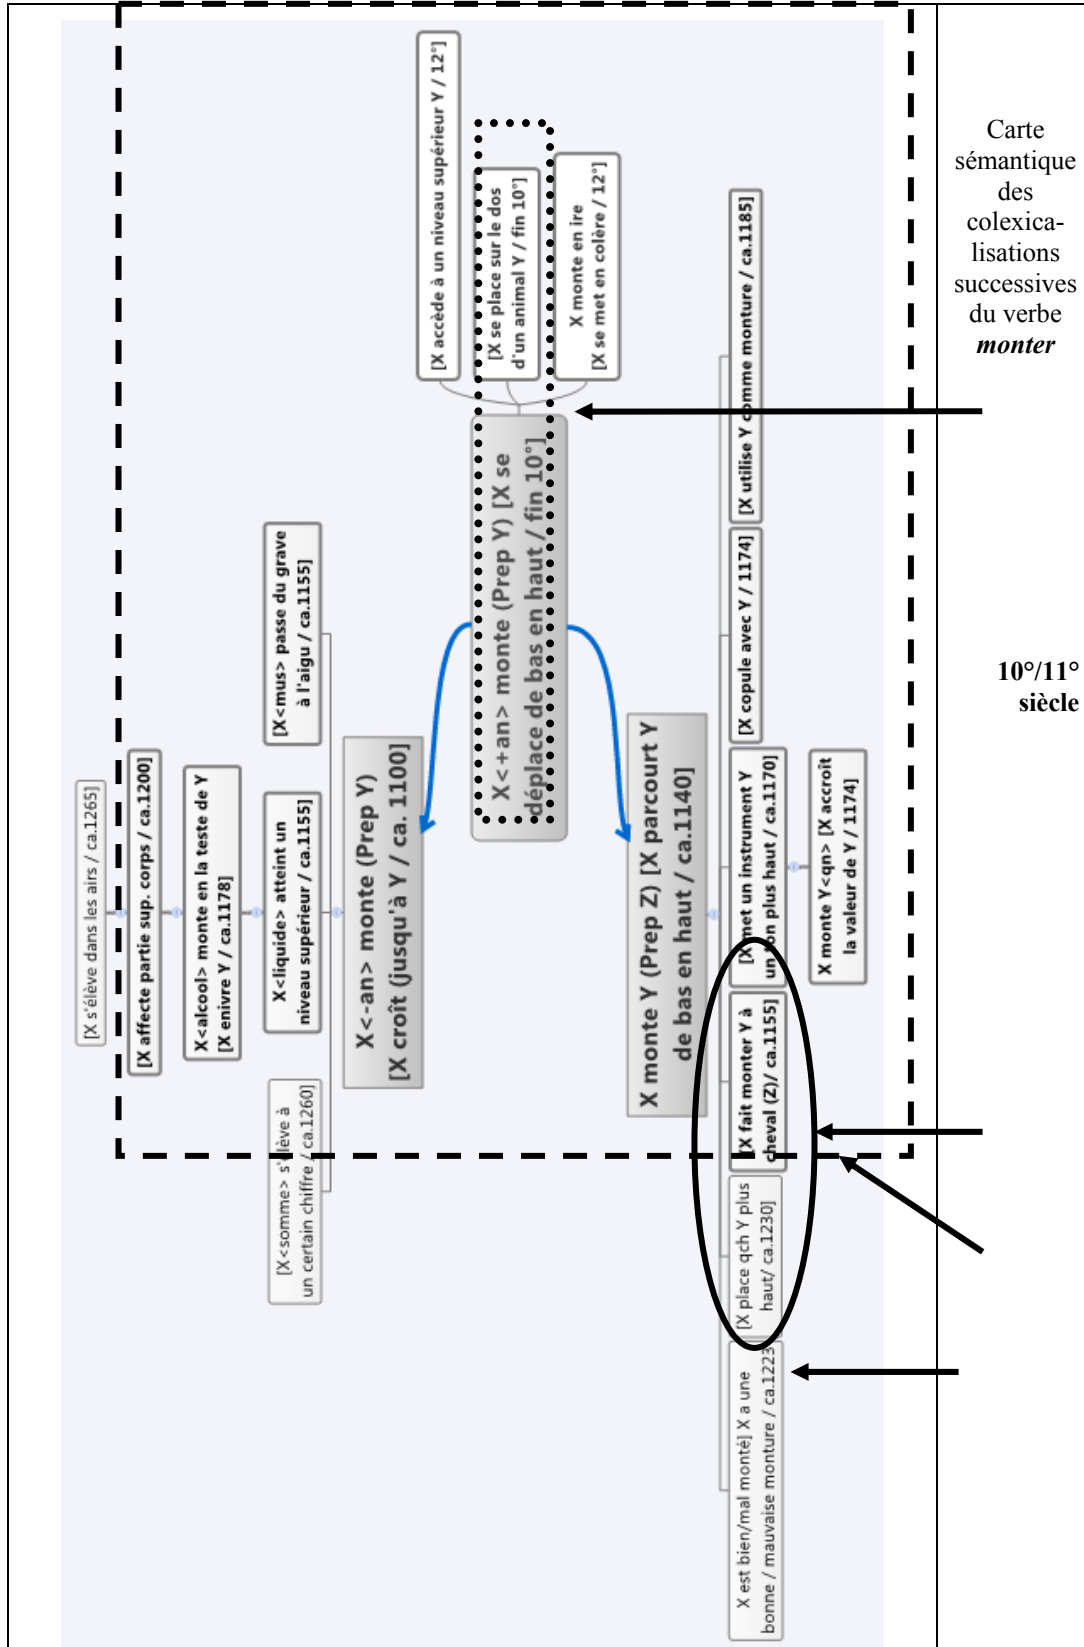 Carte
sémantique
des
colexica-
lisations
successives
du verbe
monter
10°/11°
siècle
[X s'élève dans les airs / ca.1265]
[X affecte partie sup. corps / ca.1200]
X<alcool> monte en la teste de Y
[X enivre Y / ca.1178]
[X<somme> s'élève à
un certain chiffre / ca.1260]
X<liquide> atteint un
niveau supérieur / ca.1155]
[X<mus> passe du grave
à l'aigu / ca.1155]
X<-an> monte (Prep Y)
[X croît (jusqu'à Y / ca. 1100]
X<+an> monte (Prep Y) [X se
déplace de bas en haut / fin 10°]
[X accède à un niveau supérieur Y / 12°]
[X se place sur le dos
d'un animal Y / fin 10°]
X monte en ire
[X se met en colère / 12°]
X monte Y (Prep Z) [X parcourt Y
de bas en haut / ca.1140]
X est bien/mal monté] X a une
bonne / mauvaise monture / ca.1223
[X place qch Y plus
haut/ ca.1230]
[X fait monter Y à
cheval (Z)/ ca.1155]
[X met un instrument Y
un ton plus haut / ca.1170]
[X copule avec Y / 1174]
[X utilise Y comme monture / ca.1185]
X monte Y<qn> [X accroît
la valeur de Y / 1174]